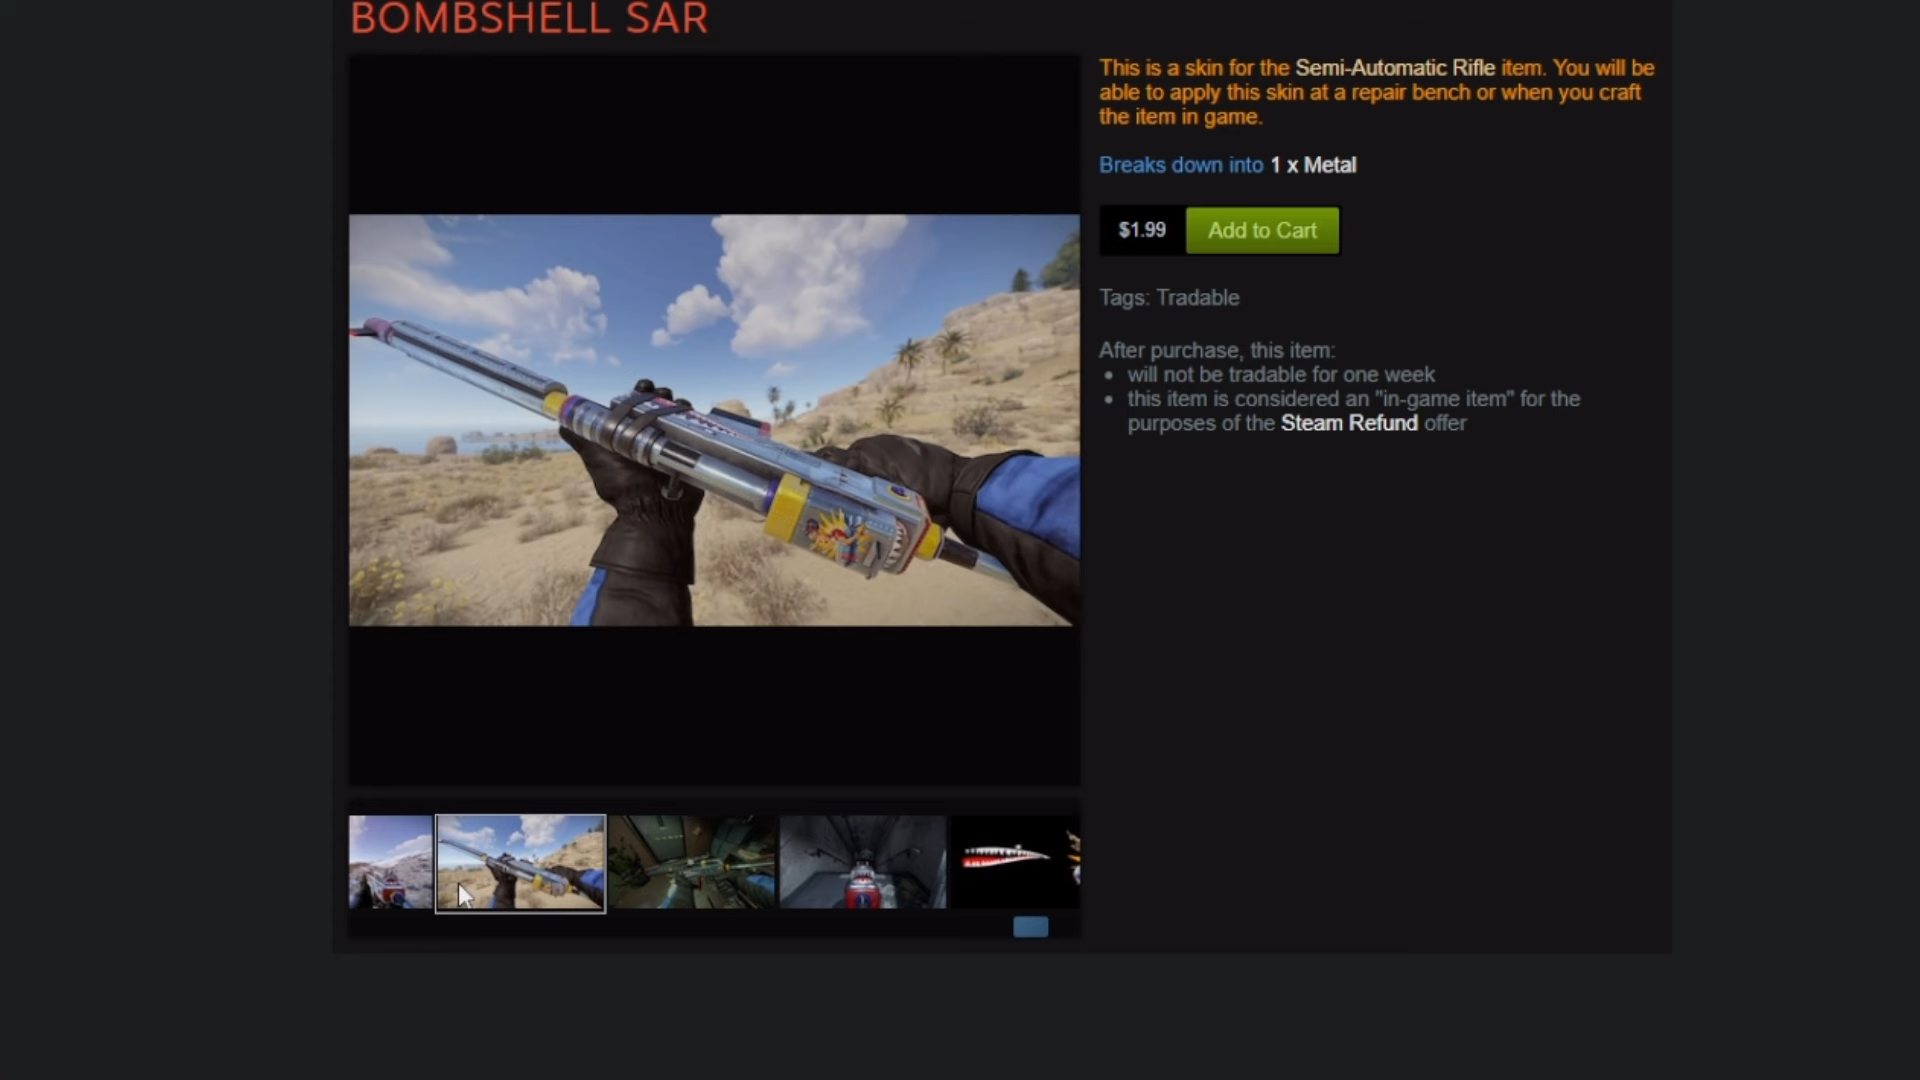 BOMBSHELL SAR
This is a skin for the Semi-Automatic Rifle item. You will be
able to apply this skin at a repair bench or when you craft
the item in game.
Breaks down into 1 x Metal
$1.99 Add to Cart
Tags: Tradable
After purchase, this item:
• will not be tradable for one week
• this item is considered an "in-game item" for the
purposes of the Steam Refund offer